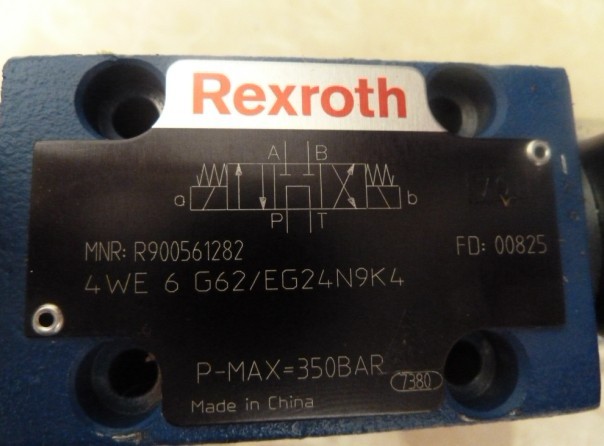 Rexroth
A B
a b
P T
MNR: R900561282 FD: 00825
4WE 6 G62/EG24N9K4
P-MAX=350BAR 7380
Made in China